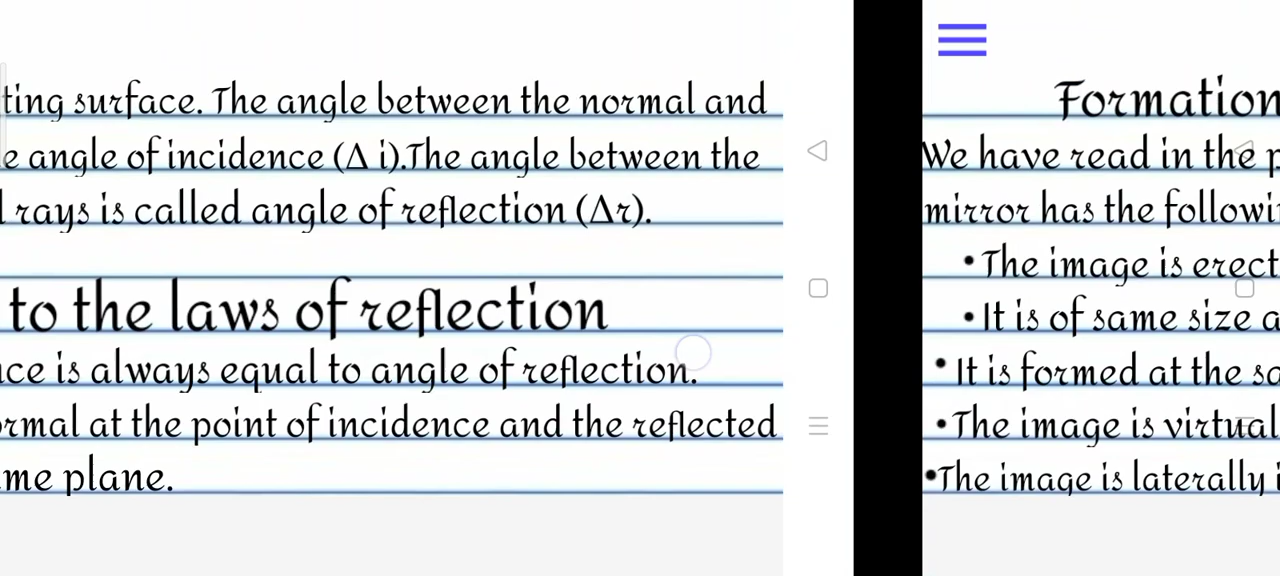 ting surface. The angle between the normal and
e angle of incidence (Δ i).The angle between the
rays is called angle of reflection (Δr).
to the laws of reflection
nce is always equal to angle of reflection.
ormal at the point of incidence and the reflected
me plane.
Formation
We have read in the p
mirror has the followi
•The image is erect
•It is of same size a
• It is formed at the sa
•The image is virtual
•The image is laterally i